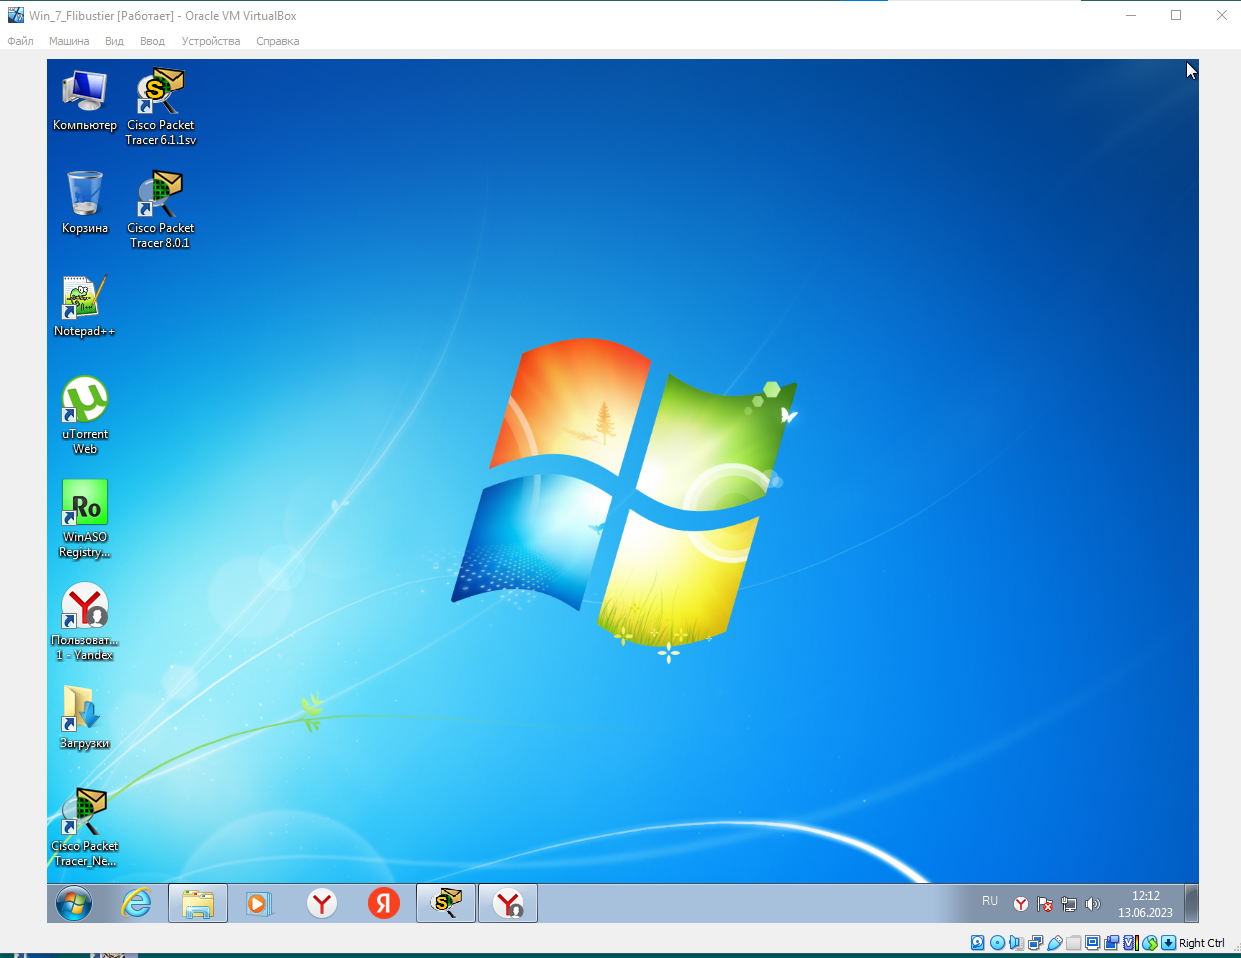 Win_7_Flibustier [Работает] - Oracle VM VirtualBox
Файл Машина Вид Ввод Устройства Справка
Компьютер
Cisco Packet
Tracer 6.1.1sv
Корзина
Cisco Packet
Tracer 8.0.1
Notepad++
uTorrent
Web
Ro
WinASO
Registry...
Пользоват...
1 - Yandex
Загрузки
Cisco Packet
Tracer_Ne...
RU
12:12
13.06.2023
Right Ctrl